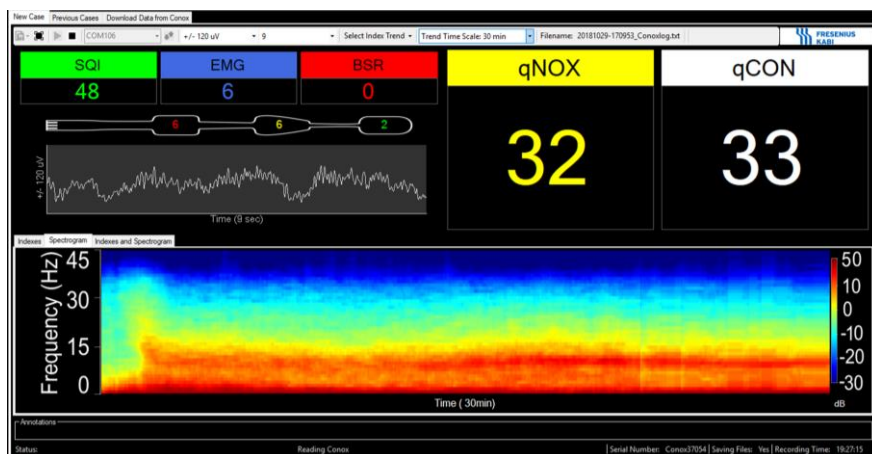 New Case Previous Cases Download Data from Conox
COM106 +/- 120 uV 9 Select Index Trend Trend Time Scale: 30 min Filename: 20181029-170953_Conoxlog.txt FRESENIUS KABI
SQI EMG BSR qNOX qCON
48 6 0 32 33
6 6 2
+/- 120 uV
Time (9 sec)
Indexes Spectrogram Indexes and Spectrogram
Frequency (Hz)
45
30
15
0
50
30
10
0
-10
-20
-30
dB
Time ( 30min)
Annotations
Status: Reading Conox Serial Number: Conox37054 Saving Files: Yes Recording Time: 19:27:15